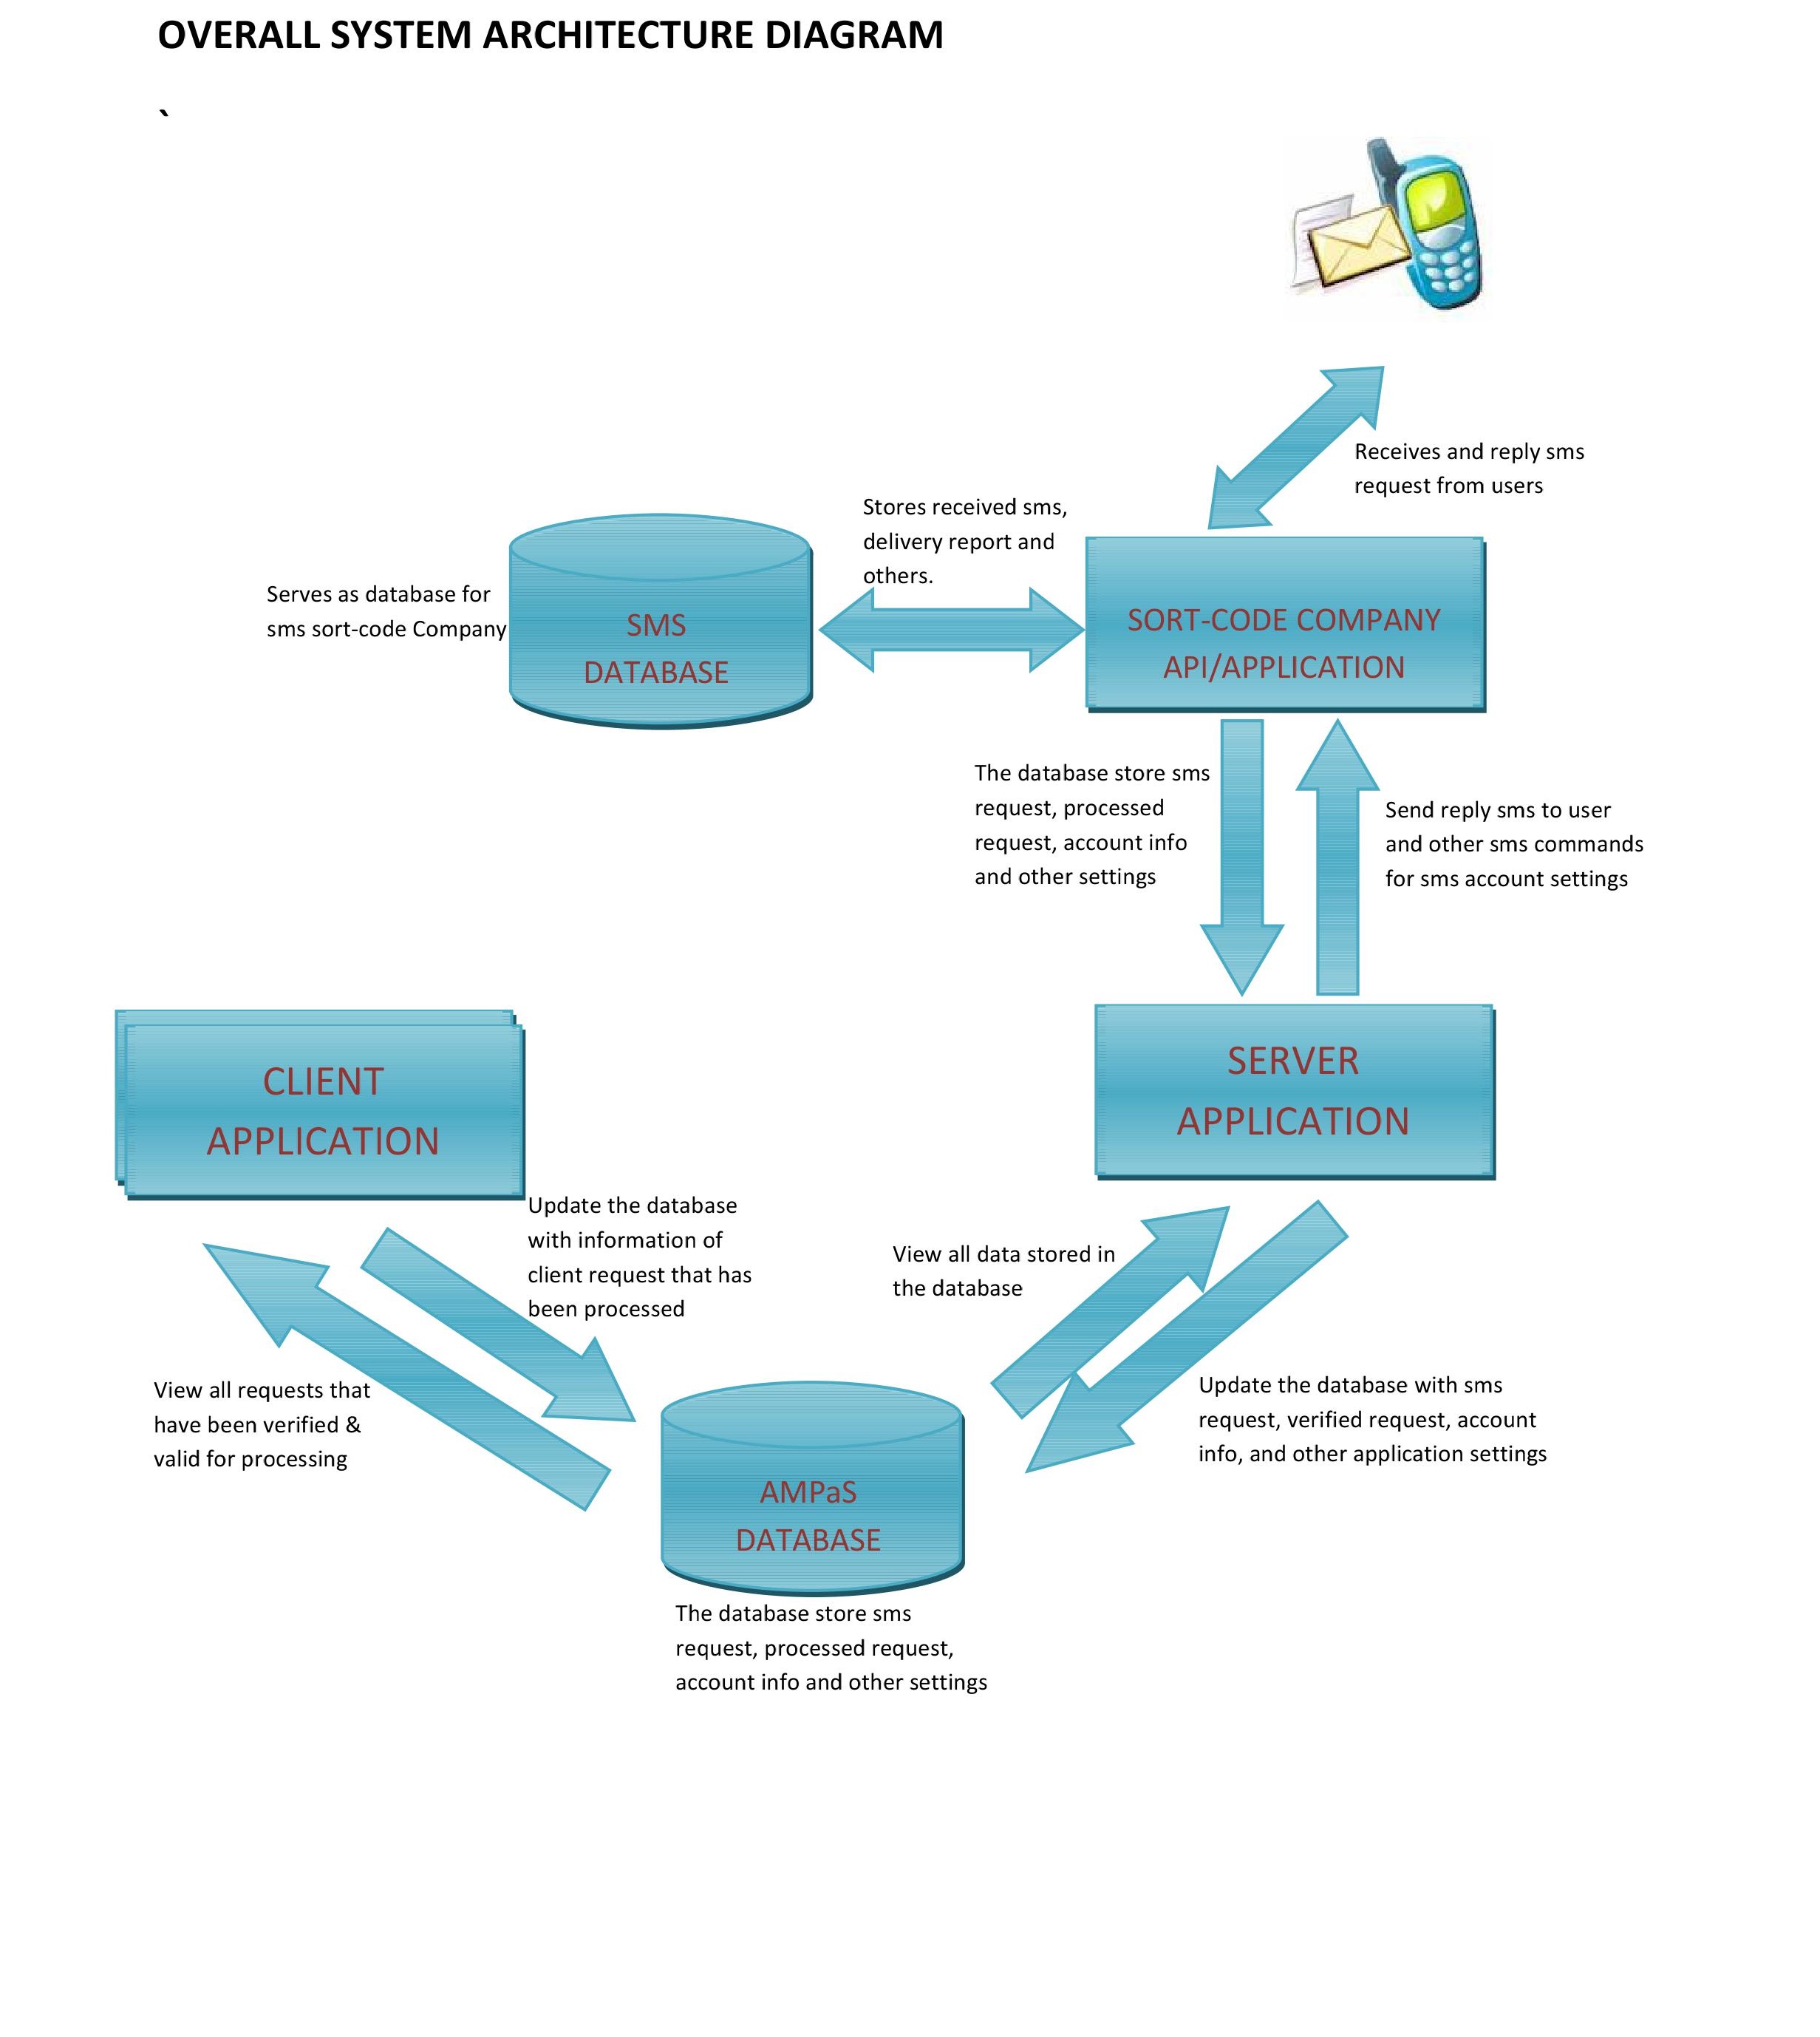 OVERALL SYSTEM ARCHITECTURE DIAGRAM
`
Receives and reply sms
request from users
Stores received sms,
delivery report and
others.
Serves as database for
sms sort-code Company
SMS
DATABASE
SORT-CODE COMPANY
API/APPLICATION
The database store sms
request, processed
request, account info
and other settings
Send reply sms to user
and other sms commands
for sms account settings
CLIENT
APPLICATION
SERVER
APPLICATION
Update the database
with information of
client request that has
been processed
View all data stored in
the database
View all requests that
have been verified &
valid for processing
Update the database with sms
request, verified request, account
info, and other application settings
AMPaS
DATABASE
The database store sms
request, processed request,
account info and other settings